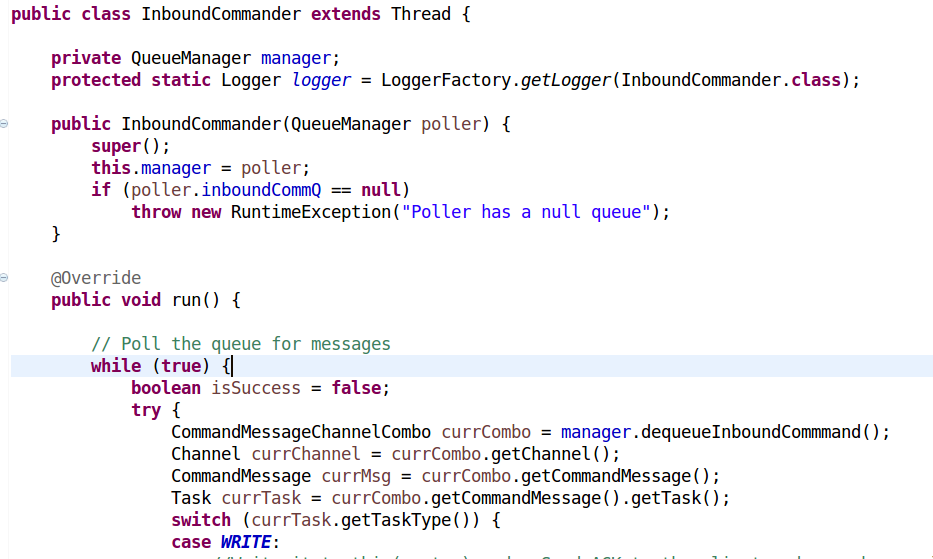 public class InboundCommander extends Thread {
private QueueManager manager;
protected static Logger logger = LoggerFactory.getLogger(InboundCommander.class);
public InboundCommander(QueueManager poller) {
super();
this.manager = poller;
if (poller.inboundCommQ == null)
throw new RuntimeException("Poller has a null queue");
}
@Override
public void run() {
// Poll the queue for messages
while (true) {
boolean isSuccess = false;
try {
CommandMessageChannelCombo currCombo = manager.dequeueInboundCommmand();
Channel currChannel = currCombo.getChannel();
CommandMessage currMsg = currCombo.getCommandMessage();
Task currTask = currCombo.getCommandMessage().getTask();
switch (currTask.getTaskType()) {
case WRITE: